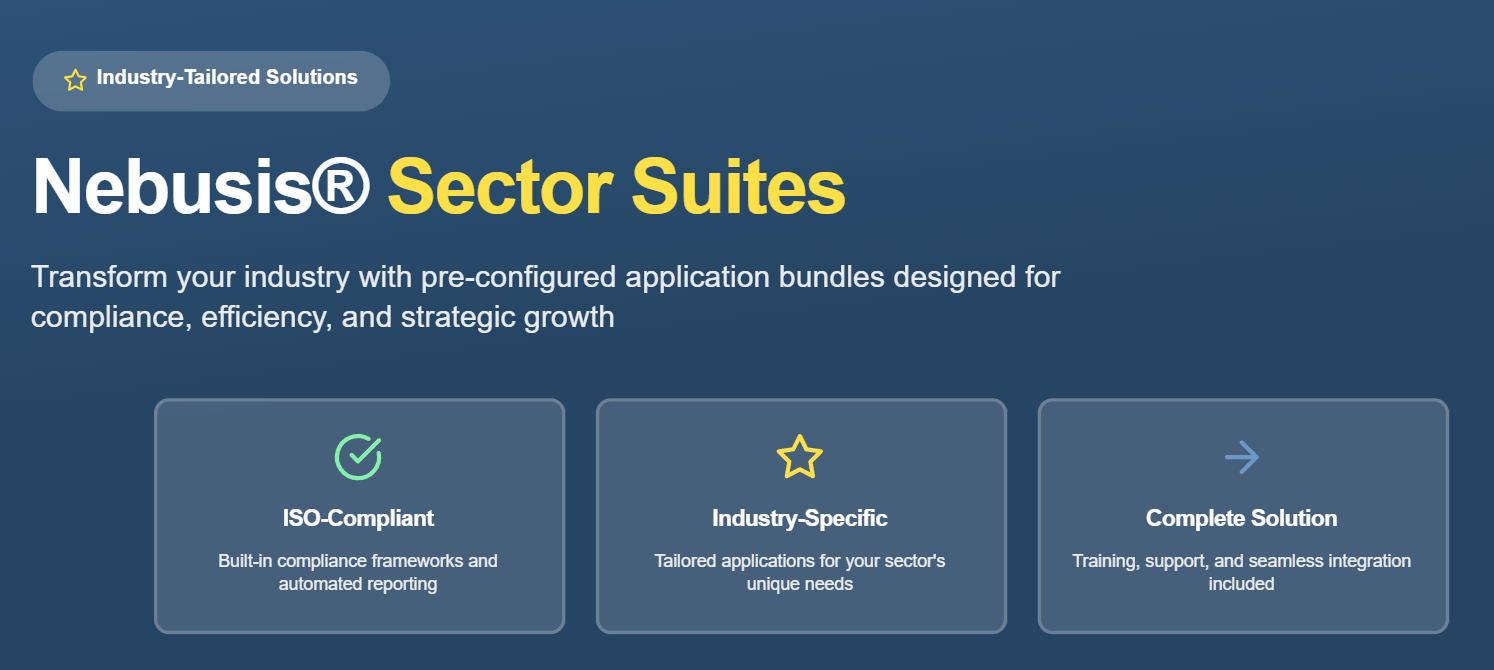 Industry-Tailored Solutions
Nebusis® Sector Suites
Transform your industry with pre-configured application bundles designed for
compliance, efficiency, and strategic growth
ISO-Compliant
Built-in compliance frameworks and
automated reporting
Industry-Specific
Tailored applications for your sector's
unique needs
Complete Solution
Training, support, and seamless integration
included